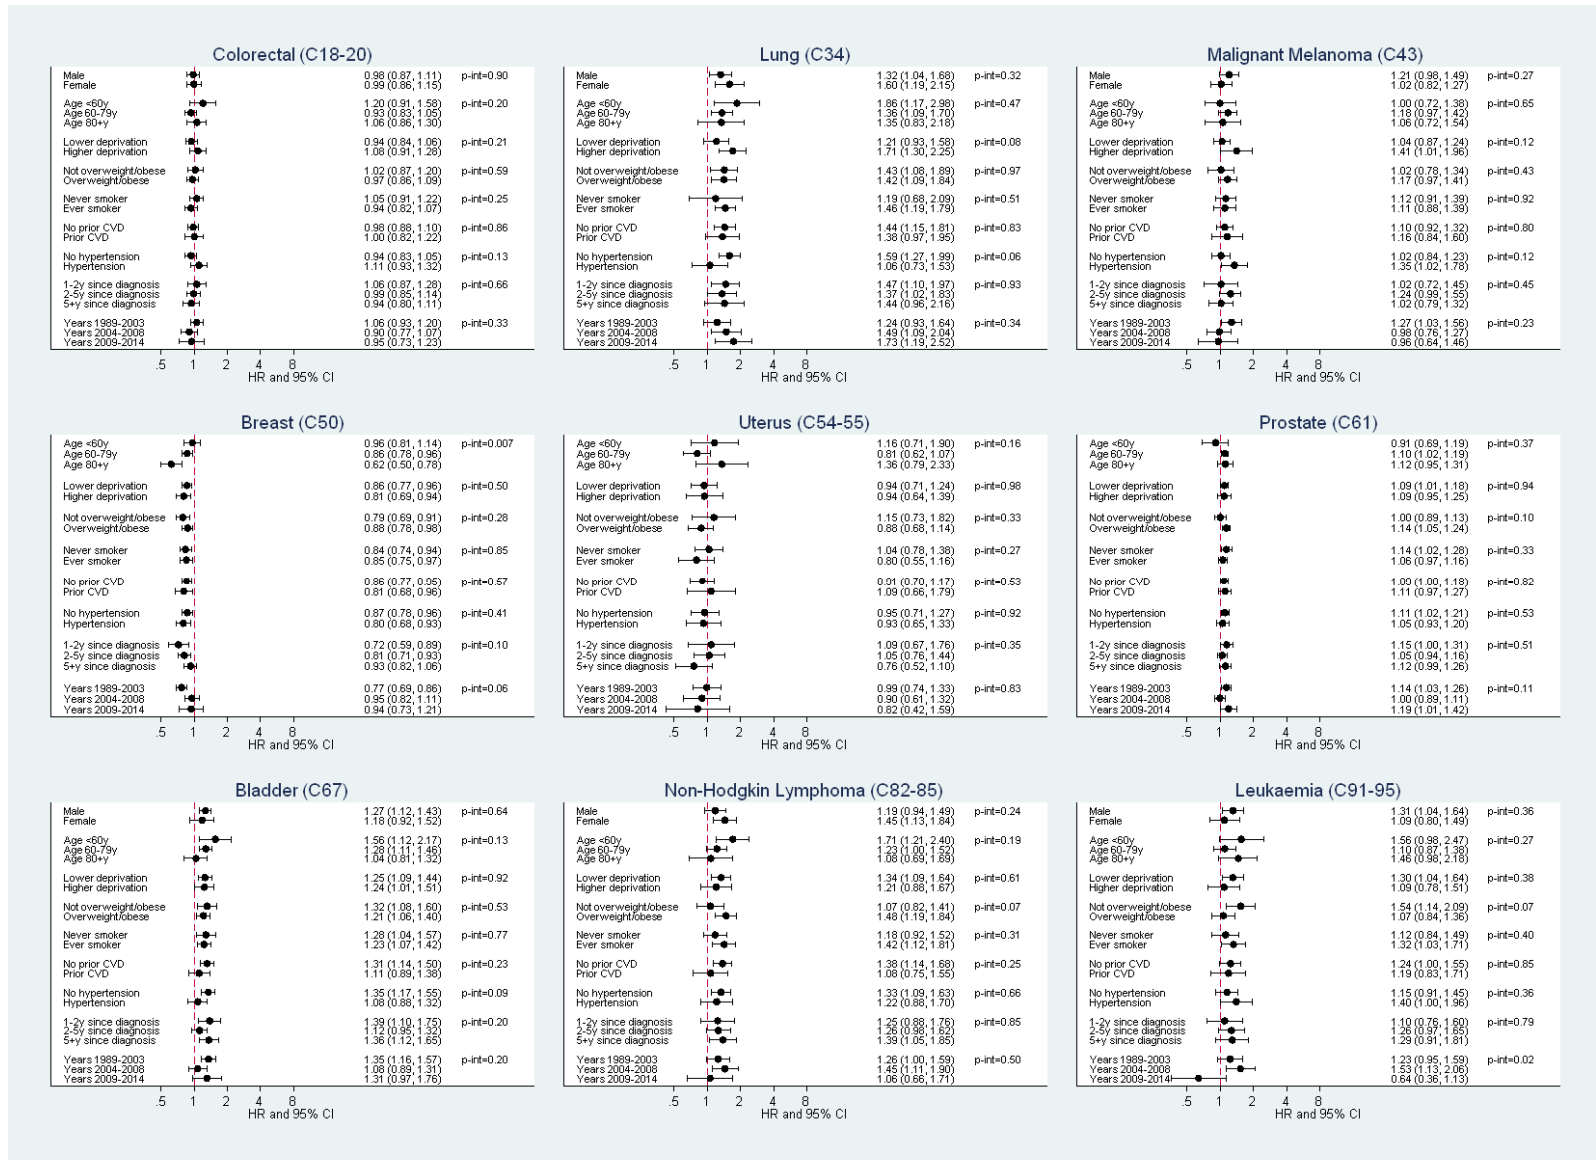 Colorectal (C18-20)
Male 0.98 (0.87, 1.11) p-int=0.90
Female 0.99 (0.86, 1.15)
Age <60y 1.20 (0.91, 1.58) p-int=0.20
Age 60-79y 0.93 (0.83, 1.05)
Age 80+y 1.06 (0.86, 1.30)
Lower deprivation 0.94 (0.84, 1.06) p-int=0.21
Higher deprivation 1.08 (0.91, 1.28)
Not overweight/obese 1.02 (0.87, 1.20) p-int=0.59
Overweight/obese 0.97 (0.86, 1.09)
Never smoker 1.05 (0.91, 1.22) p-int=0.25
Ever smoker 0.94 (0.82, 1.07)
No prior CVD 0.98 (0.88, 1.10) p-int=0.86
Prior CVD 1.00 (0.82, 1.22)
No hypertension 0.94 (0.83, 1.05) p-int=0.13
Hypertension 1.11 (0.93, 1.32)
1-2y since diagnosis 1.06 (0.87, 1.28) p-int=0.66
2-5y since diagnosis 0.99 (0.85, 1.14)
5+y since diagnosis 0.94 (0.80, 1.11)
Years 1989-2003 1.06 (0.93, 1.20) p-int=0.33
Years 2004-2008 0.90 (0.77, 1.07)
Years 2009-2014 0.95 (0.73, 1.23)
.5 1 2 4 8
HR and 95% CI
Lung (C34)
Male 1.32 (1.04, 1.68) p-int=0.32
Female 1.60 (1.19, 2.15)
Age <60y 1.86 (1.17, 2.98) p-int=0.47
Age 60-79y 1.36 (1.09, 1.70)
Age 80+y 1.35 (0.83, 2.18)
Lower deprivation 1.21 (0.93, 1.58) p-int=0.08
Higher deprivation 1.71 (1.30, 2.25)
Not overweight/obese 1.43 (1.08, 1.89) p-int=0.97
Overweight/obese 1.42 (1.09, 1.84)
Never smoker 1.19 (0.68, 2.09) p-int=0.51
Ever smoker 1.46 (1.19, 1.79)
No prior CVD 1.44 (1.15, 1.81) p-int=0.83
Prior CVD 1.38 (0.97, 1.95)
No hypertension 1.59 (1.27, 1.99) p-int=0.06
Hypertension 1.06 (0.73, 1.53)
1-2y since diagnosis 1.47 (1.10, 1.97) p-int=0.93
2-5y since diagnosis 1.37 (1.02, 1.83)
5+y since diagnosis 1.44 (0.96, 2.16)
Years 1989-2003 1.24 (0.93, 1.64) p-int=0.34
Years 2004-2008 1.49 (1.09, 2.04)
Years 2009-2014 1.73 (1.19, 2.52)
.5 1 2 4 8
HR and 95% CI
Malignant Melanoma (C43)
Male 1.21 (0.98, 1.49) p-int=0.27
Female 1.02 (0.82, 1.27)
Age <60y 1.00 (0.72, 1.38) p-int=0.65
Age 60-79y 1.18 (0.97, 1.42)
Age 80+y 1.06 (0.72, 1.54)
Lower deprivation 1.04 (0.87, 1.24) p-int=0.12
Higher deprivation 1.41 (1.01, 1.96)
Not overweight/obese 1.02 (0.78, 1.34) p-int=0.43
Overweight/obese 1.17 (0.97, 1.41)
Never smoker 1.12 (0.91, 1.39) p-int=0.92
Ever smoker 1.11 (0.88, 1.39)
No prior CVD 1.10 (0.92, 1.32) p-int=0.80
Prior CVD 1.16 (0.84, 1.60)
No hypertension 1.02 (0.84, 1.23) p-int=0.12
Hypertension 1.35 (1.02, 1.78)
1-2y since diagnosis 1.02 (0.72, 1.45) p-int=0.45
2-5y since diagnosis 1.24 (0.99, 1.55)
5+y since diagnosis 1.02 (0.79, 1.32)
Years 1989-2003 1.27 (1.03, 1.56) p-int=0.23
Years 2004-2008 0.98 (0.76, 1.27)
Years 2009-2014 0.96 (0.64, 1.46)
.5 1 2 4 8
HR and 95% CI
Breast (C50)
Age <60y 0.96 (0.81, 1.14) p-int=0.007
Age 60-79y 0.86 (0.78, 0.96)
Age 80+y 0.62 (0.50, 0.78)
Lower deprivation 0.86 (0.77, 0.96) p-int=0.50
Higher deprivation 0.81 (0.69, 0.94)
Not overweight/obese 0.79 (0.69, 0.91) p-int=0.28
Overweight/obese 0.88 (0.78, 0.98)
Never smoker 0.84 (0.74, 0.94) p-int=0.85
Ever smoker 0.85 (0.75, 0.97)
No prior CVD 0.86 (0.77, 0.95) p-int=0.57
Prior CVD 0.81 (0.68, 0.96)
No hypertension 0.87 (0.78, 0.96) p-int=0.41
Hypertension 0.80 (0.68, 0.93)
1-2y since diagnosis 0.72 (0.59, 0.89) p-int=0.10
2-5y since diagnosis 0.81 (0.71, 0.93)
5+y since diagnosis 0.93 (0.82, 1.06)
Years 1989-2003 0.77 (0.69, 0.86) p-int=0.06
Years 2004-2008 0.95 (0.82, 1.11)
Years 2009-2014 0.94 (0.73, 1.21)
.5 1 2 4 8
HR and 95% CI
Uterus (C54-55)
Age <60y 1.16 (0.71, 1.90) p-int=0.16
Age 60-79y 0.81 (0.62, 1.07)
Age 80+y 1.36 (0.79, 2.33)
Lower deprivation 0.94 (0.71, 1.24) p-int=0.98
Higher deprivation 0.94 (0.64, 1.39)
Not overweight/obese 1.15 (0.73, 1.82) p-int=0.33
Overweight/obese 0.88 (0.68, 1.14)
Never smoker 1.04 (0.78, 1.38) p-int=0.27
Ever smoker 0.80 (0.55, 1.16)
No prior CVD 0.91 (0.70, 1.17) p-int=0.53
Prior CVD 1.09 (0.66, 1.79)
No hypertension 0.95 (0.71, 1.27) p-int=0.92
Hypertension 0.93 (0.65, 1.33)
1-2y since diagnosis 1.09 (0.67, 1.76) p-int=0.35
2-5y since diagnosis 1.05 (0.76, 1.44)
5+y since diagnosis 0.76 (0.52, 1.10)
Years 1989-2003 0.99 (0.74, 1.33) p-int=0.83
Years 2004-2008 0.90 (0.61, 1.32)
Years 2009-2014 0.82 (0.42, 1.59)
.5 1 2 4 8
HR and 95% CI
Prostate (C61)
Age <60y 0.91 (0.69, 1.19) p-int=0.37
Age 60-79y 1.10 (1.02, 1.19)
Age 80+y 1.12 (0.95, 1.31)
Lower deprivation 1.09 (1.01, 1.18) p-int=0.94
Higher deprivation 1.09 (0.95, 1.25)
Not overweight/obese 1.00 (0.89, 1.13) p-int=0.10
Overweight/obese 1.14 (1.05, 1.24)
Never smoker 1.14 (1.02, 1.28) p-int=0.33
Ever smoker 1.06 (0.97, 1.16)
No prior CVD 1.09 (1.00, 1.18) p-int=0.82
Prior CVD 1.11 (0.97, 1.27)
No hypertension 1.11 (1.02, 1.21) p-int=0.53
Hypertension 1.05 (0.93, 1.20)
1-2y since diagnosis 1.15 (1.00, 1.31) p-int=0.51
2-5y since diagnosis 1.05 (0.94, 1.16)
5+y since diagnosis 1.12 (0.99, 1.26)
Years 1989-2003 1.14 (1.03, 1.26) p-int=0.11
Years 2004-2008 1.00 (0.89, 1.11)
Years 2009-2014 1.19 (1.01, 1.42)
.5 1 2 4 8
HR and 95% CI
Bladder (C67)
Male 1.27 (1.12, 1.43) p-int=0.64
Female 1.18 (0.92, 1.52)
Age <60y 1.56 (1.12, 2.17) p-int=0.13
Age 60-79y 1.28 (1.11, 1.46)
Age 80+y 1.04 (0.81, 1.32)
Lower deprivation 1.25 (1.09, 1.44) p-int=0.92
Higher deprivation 1.24 (1.01, 1.51)
Not overweight/obese 1.32 (1.08, 1.60) p-int=0.53
Overweight/obese 1.21 (1.06, 1.40)
Never smoker 1.28 (1.04, 1.57) p-int=0.77
Ever smoker 1.23 (1.07, 1.42)
No prior CVD 1.31 (1.14, 1.50) p-int=0.23
Prior CVD 1.11 (0.89, 1.38)
No hypertension 1.35 (1.17, 1.55) p-int=0.09
Hypertension 1.08 (0.88, 1.32)
1-2y since diagnosis 1.39 (1.10, 1.75) p-int=0.20
2-5y since diagnosis 1.12 (0.95, 1.32)
5+y since diagnosis 1.36 (1.12, 1.65)
Years 1989-2003 1.35 (1.16, 1.57) p-int=0.20
Years 2004-2008 1.08 (0.89, 1.31)
Years 2009-2014 1.31 (0.97, 1.76)
.5 1 2 4 8
HR and 95% CI
Non-Hodgkin Lymphoma (C82-85)
Male 1.19 (0.94, 1.49) p-int=0.24
Female 1.45 (1.13, 1.84)
Age <60y 1.71 (1.21, 2.40) p-int=0.19
Age 60-79y 1.23 (1.00, 1.52)
Age 80+y 1.08 (0.69, 1.69)
Lower deprivation 1.34 (1.09, 1.64) p-int=0.61
Higher deprivation 1.21 (0.88, 1.67)
Not overweight/obese 1.07 (0.82, 1.41) p-int=0.07
Overweight/obese 1.48 (1.19, 1.84)
Never smoker 1.18 (0.92, 1.52) p-int=0.31
Ever smoker 1.42 (1.12, 1.81)
No prior CVD 1.38 (1.14, 1.68) p-int=0.25
Prior CVD 1.08 (0.75, 1.55)
No hypertension 1.33 (1.09, 1.63) p-int=0.66
Hypertension 1.22 (0.88, 1.70)
1-2y since diagnosis 1.25 (0.88, 1.76) p-int=0.85
2-5y since diagnosis 1.26 (0.98, 1.62)
5+y since diagnosis 1.39 (1.05, 1.85)
Years 1989-2003 1.26 (1.00, 1.59) p-int=0.50
Years 2004-2008 1.45 (1.11, 1.90)
Years 2009-2014 1.06 (0.66, 1.71)
.5 1 2 4 8
HR and 95% CI
Leukaemia (C91-95)
Male 1.31 (1.04, 1.64) p-int=0.36
Female 1.09 (0.80, 1.49)
Age <60y 1.56 (0.98, 2.47) p-int=0.27
Age 60-79y 1.10 (0.87, 1.38)
Age 80+y 1.46 (0.98, 2.18)
Lower deprivation 1.30 (1.04, 1.64) p-int=0.38
Higher deprivation 1.09 (0.78, 1.51)
Not overweight/obese 1.54 (1.14, 2.09) p-int=0.07
Overweight/obese 1.07 (0.84, 1.36)
Never smoker 1.12 (0.84, 1.49) p-int=0.40
Ever smoker 1.32 (1.03, 1.71)
No prior CVD 1.24 (1.00, 1.55) p-int=0.85
Prior CVD 1.19 (0.83, 1.71)
No hypertension 1.15 (0.91, 1.45) p-int=0.36
Hypertension 1.40 (1.00, 1.96)
1-2y since diagnosis 1.10 (0.76, 1.60) p-int=0.79
2-5y since diagnosis 1.26 (0.97, 1.65)
5+y since diagnosis 1.29 (0.91, 1.81)
Years 1989-2003 1.23 (0.95, 1.59) p-int=0.02
Years 2004-2008 1.53 (1.13, 2.06)
Years 2009-2014 0.64 (0.36, 1.13)
.5 1 2 4 8
HR and 95% CI